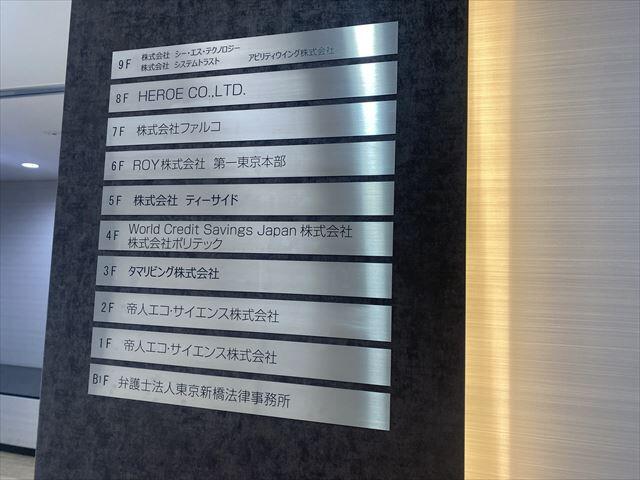 9F 株式会社 シー・エス・テクノロジー
株式会社 システムトラスト アビリティウイング株式会社
8F HEROE CO.,LTD.
7F 株式会社ファルコ
6F ROY株式会社 第一東京本部
5F 株式会社 ティーサイド
4F World Credit Savings Japan 株式会社
株式会社ポリテック
3F タマリビング株式会社
2F 帝人エコ・サイエンス株式会社
1F 帝人エコ・サイエンス株式会社
B1F 弁護士法人東京新橋法律事務所